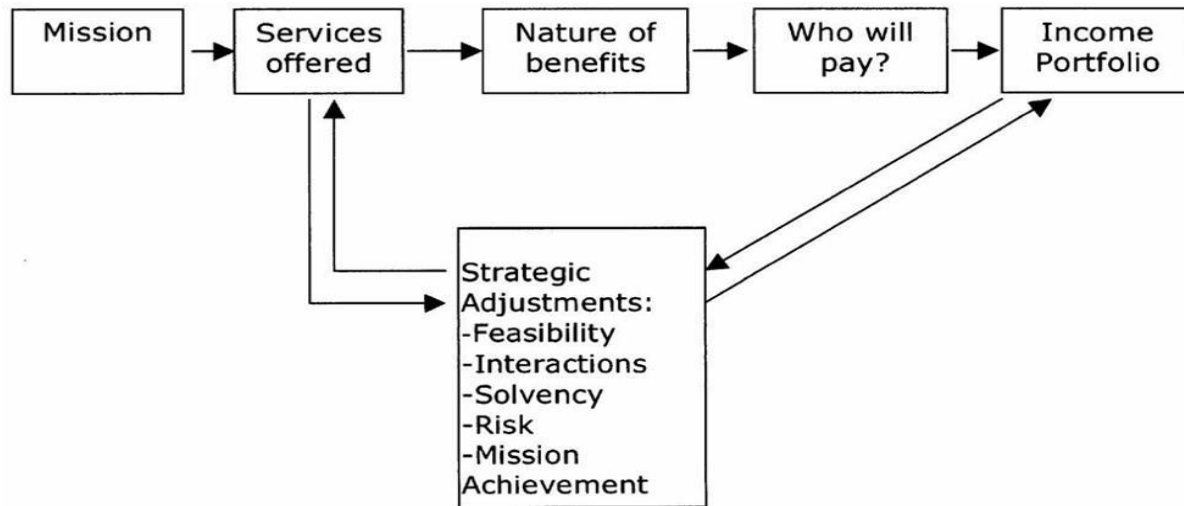 Mission
Services
offered
Nature of
benefits
Who will
pay?
Income
Portfolio
Strategic
Adjustments:
-Feasibility
-Interactions
-Solvency
-Risk
-Mission
Achievement